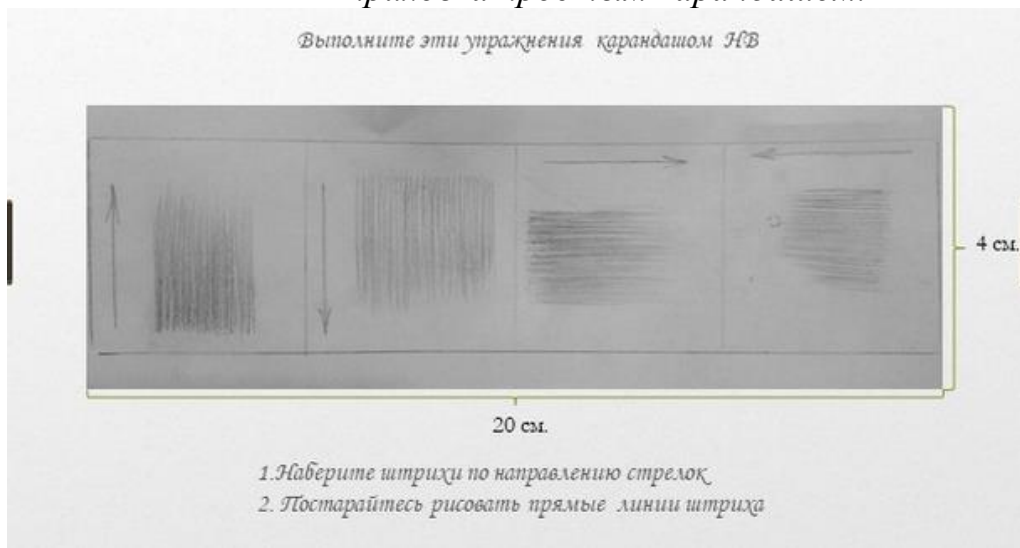 Выполните эти упражнения карандашом НВ
4 см.
20 см.
1.Наберите штрихи по направлению стрелок
2. Постарайтесь рисовать прямые линии штриха